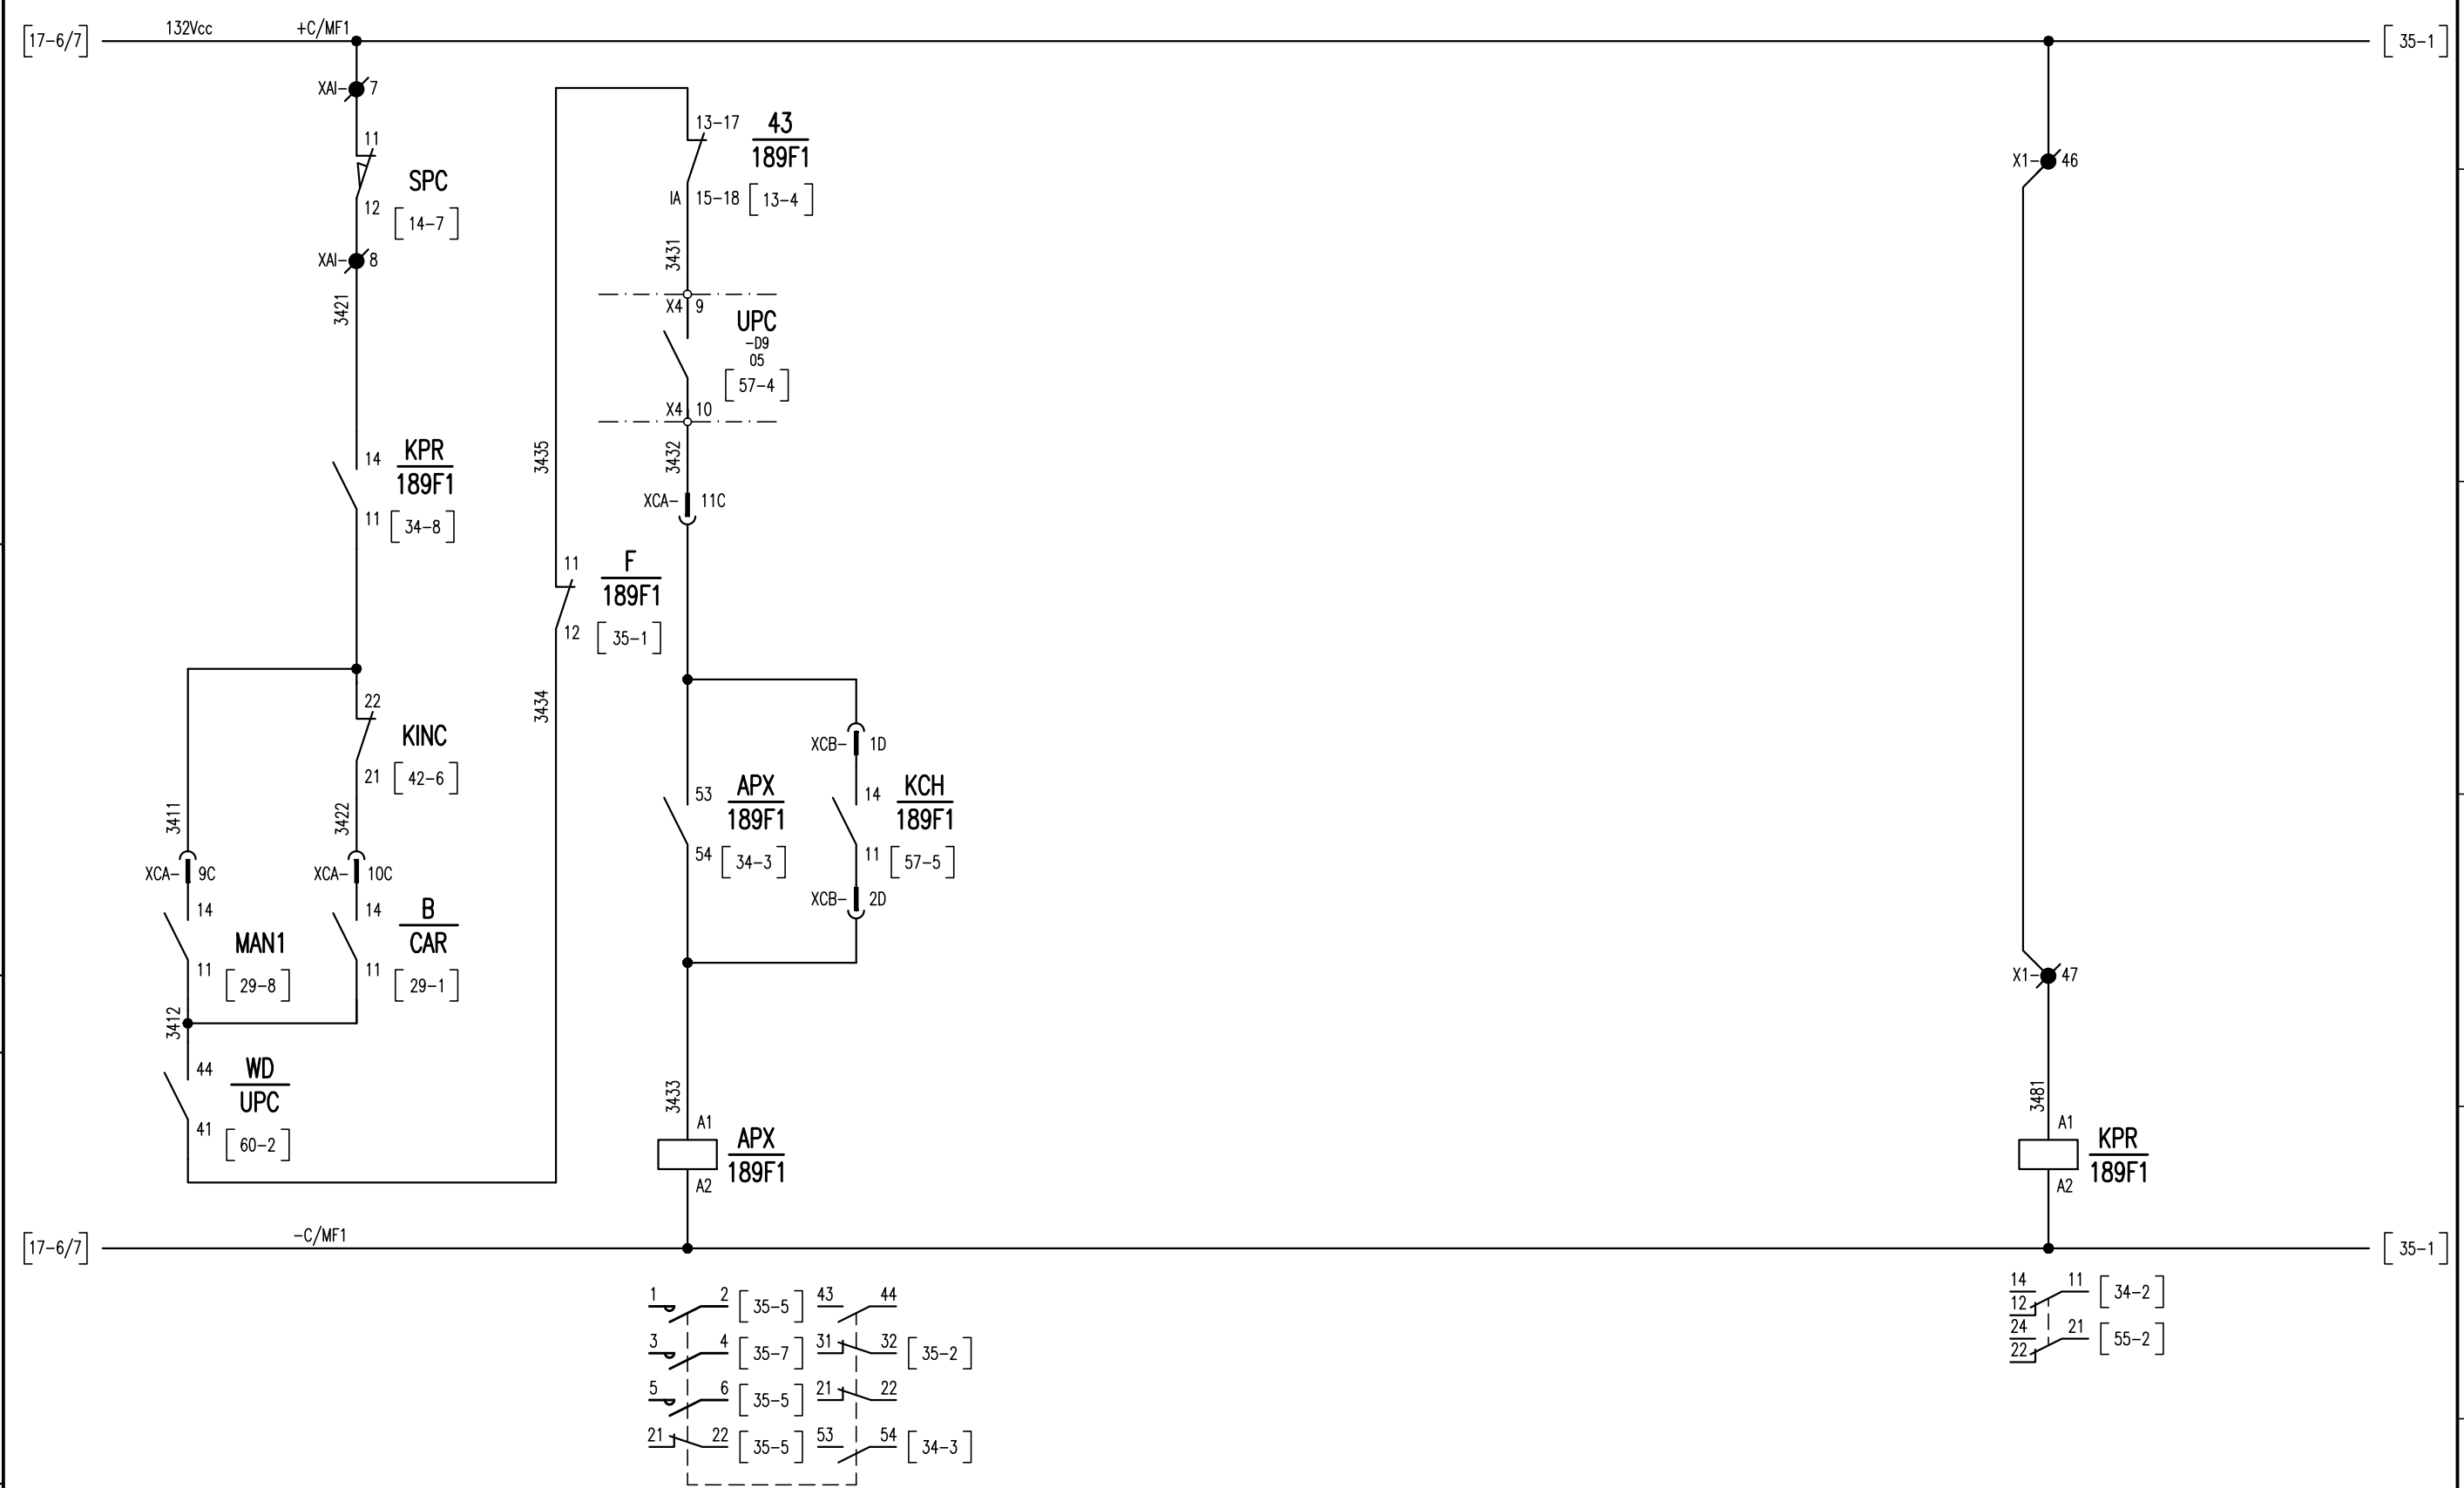 [17-6/7] 132Vcc +C/MF1 [35-1]
XAI- 7
11
SPC
12 [14-7]
XAI- 8
3421
14 KPR
189F1
11 [34-8]
22
KINC
21 [42-6]
3411 3422
XCA- 9C XCA- 10C
14
MAN1
11 [29-8]
14 B
CAR
11 [29-1]
3412
44 WD
UPC
41 [60-2]
3435
11 F
189F1
12 [35-1]
3434
13-17 43
189F1
IA 15-18 [13-4]
3431
X4 9
UPC
-D9
05
[57-4]
X4 10
3432
XCA- 11C
53 APX
189F1
54 [34-3]
XCB- 1D
14 KCH
189F1
11 [57-5]
XCB- 2D
3433
A1 APX
189F1
A2
X1- 46
X1- 47
3481
A1 KPR
189F1
A2
[17-6/7] -C/MF1 [35-1]
1 2 [35-5] 43 44
3 4 [35-7] 31 32 [35-2]
5 6 [35-5] 21 22
21 22 [35-5] 53 54 [34-3]
14 11 [34-2]
12
24 21 [55-2]
22